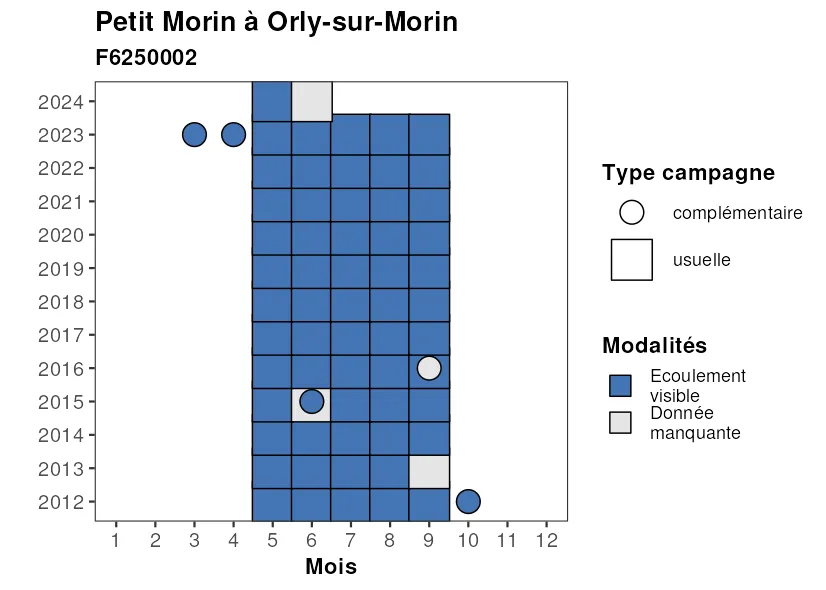 Petit Morin à Orly-sur-Morin
F6250002
2024
2023
2022
2021
2020
2019
2018
2017
2016
2015
2014
2013
2012
1 2 3 4 5 6 7 8 9 10 11 12
Mois
Type campagne
complémentaire
usuelle
Modalités
Ecoulement
visible
Donnée
manquante